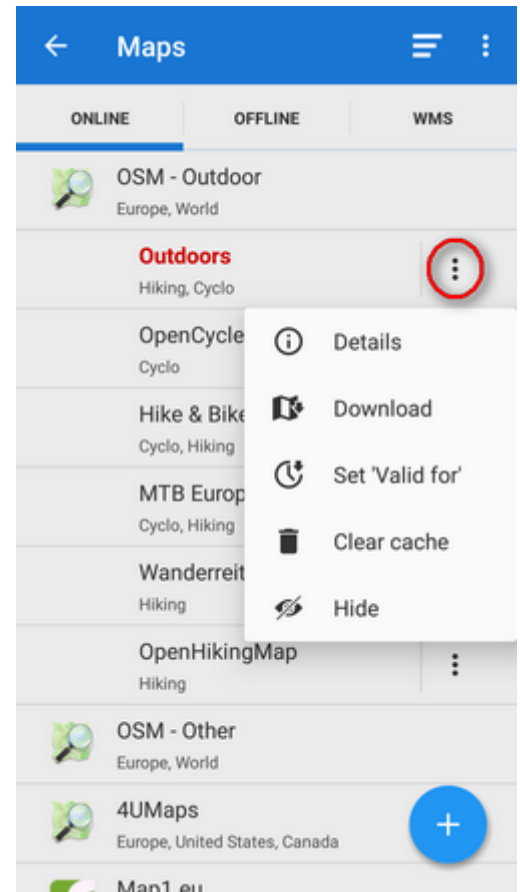 Maps
ONLINE OFFLINE WMS
OSM - Outdoor
Europe, World
Outdoors
Hiking, Cyclo
OpenCycle
Cyclo
Hike & Bike
Cyclo, Hiking
MTB Europ
Cyclo, Hiking
Wanderreit
Hiking
Details
Download
Set 'Valid for'
Clear cache
Hide
OpenHikingMap
Hiking
OSM - Other
Europe, World
4UMaps
Europe, United States, Canada
Map1.eu